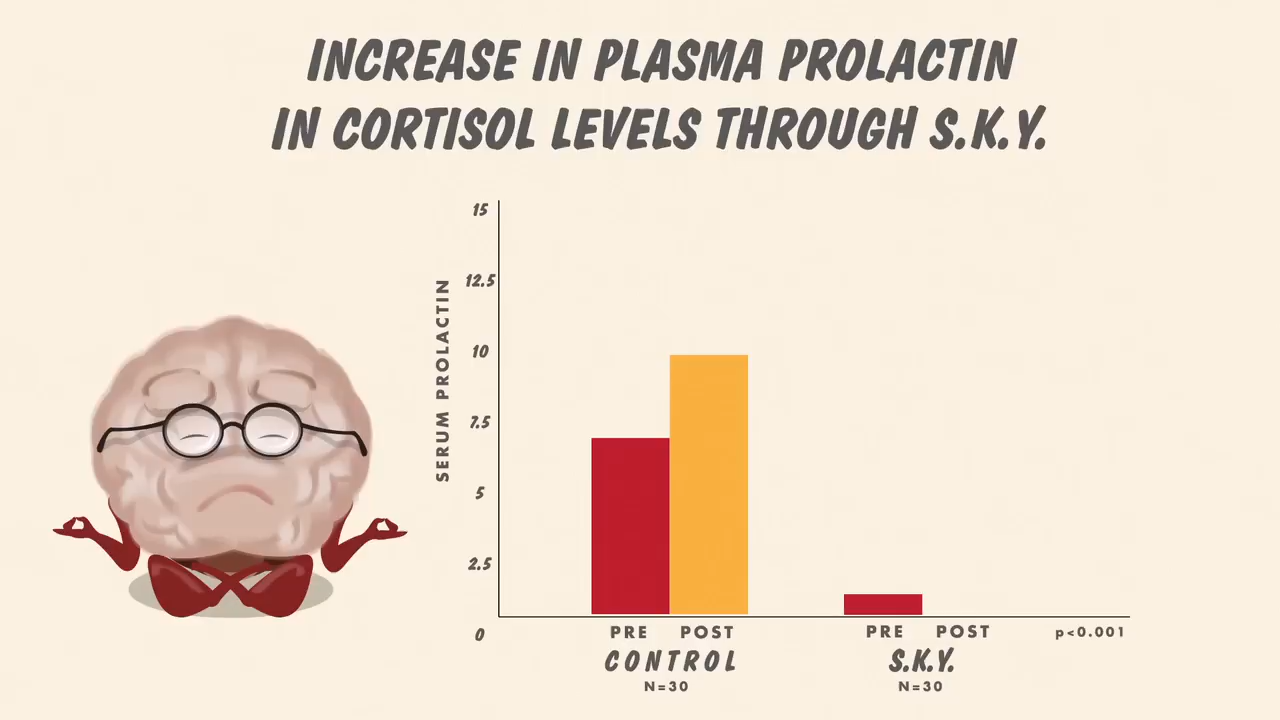 INCREASE IN PLASMA PROLACTIN
IN CORTISOL LEVELS THROUGH S.K.Y.
15
12.5
10
7.5
5
2.5
0
SERUM PROLACTIN
PRE POST
CONTROL
N=30
PRE POST
S.K.Y.
N=30
p<0.001